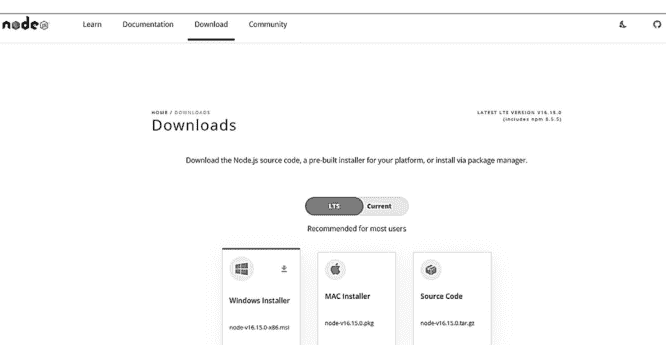 node
Learn Documentation Download Community
HOME / DOWNLOADS
Downloads
LATEST LTS VERSION V16.15.0
(includes npm 8.5.5)
Download the Node.js source code, a pre-built installer for your platform, or install via package manager.
LTS Current
Recommended for most users
Windows Installer MAC Installer Source Code
node-v16.15.0-x86.msi node-v16.15.0.pkg node-v16.15.0.tar.gz